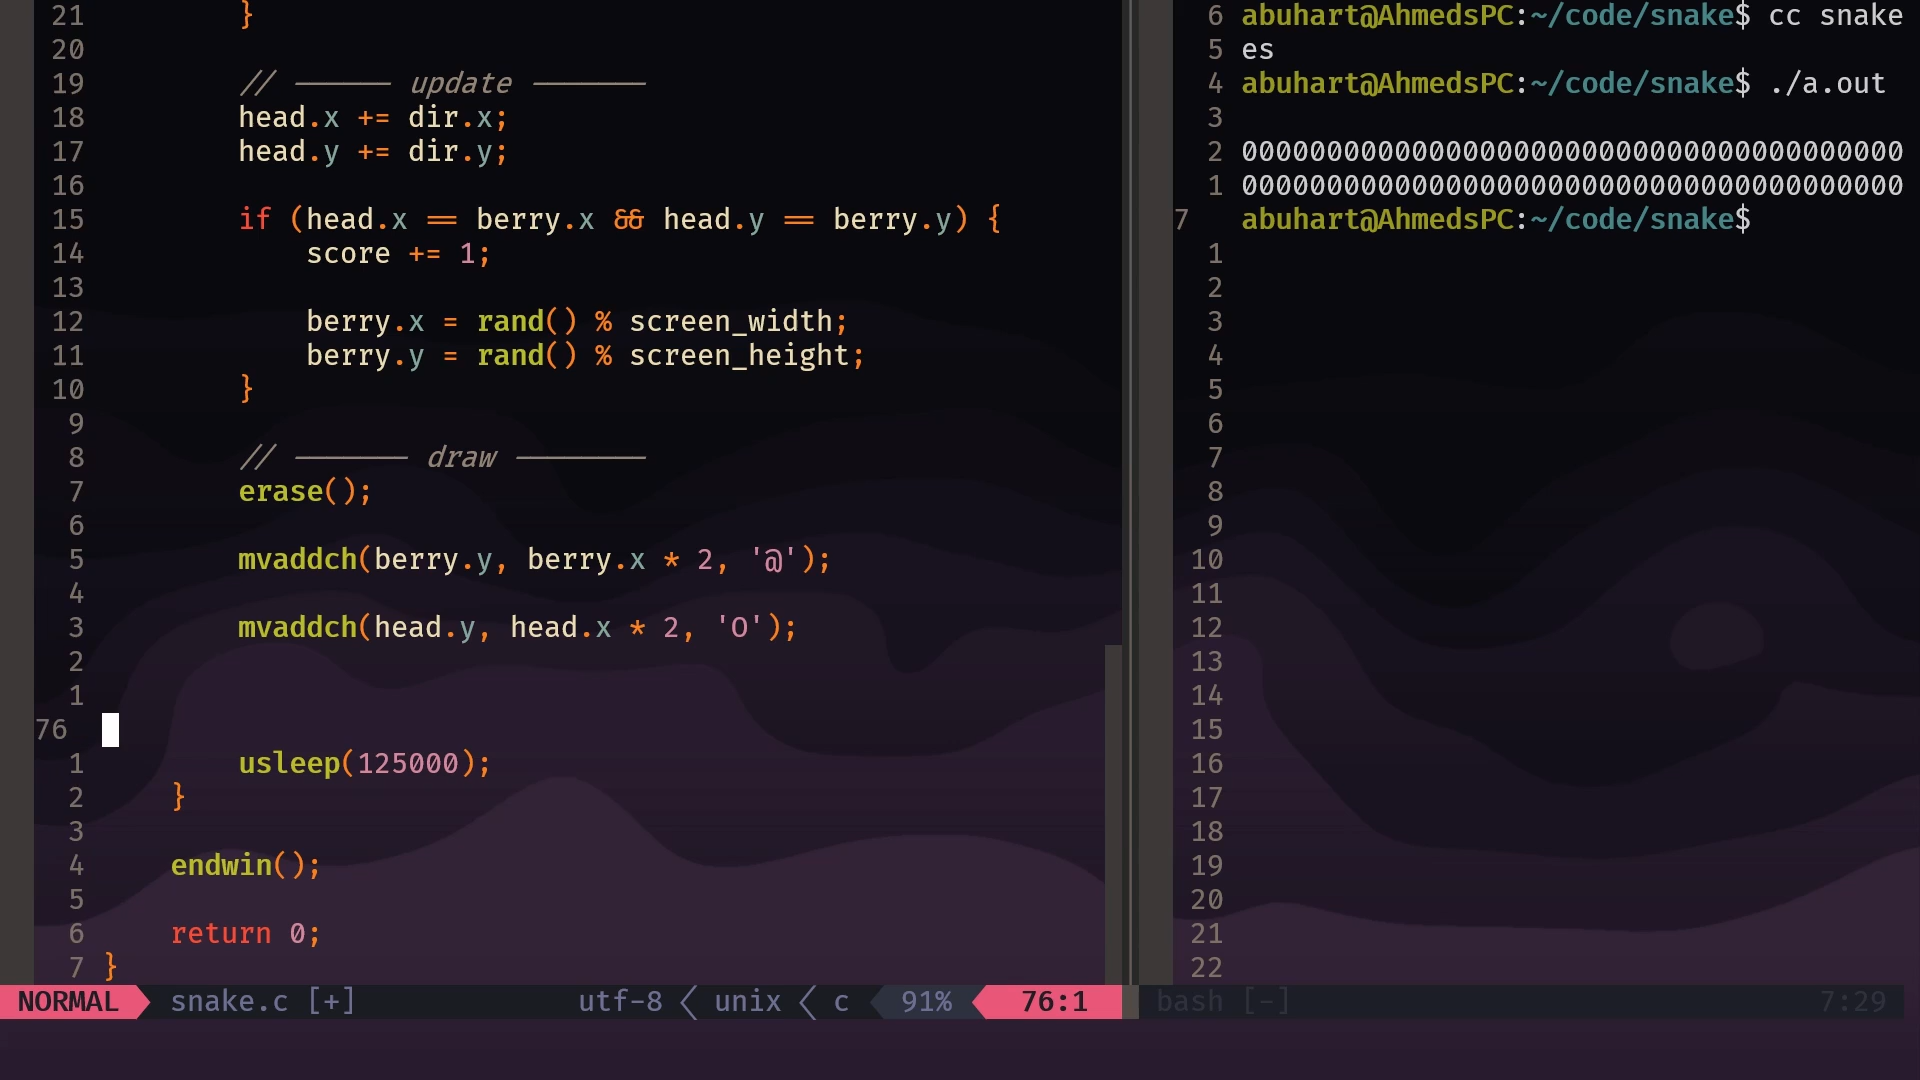 21 }
20
19 // ────── update ───────
18 head.x += dir.x;
17 head.y += dir.y;
16
15 if (head.x == berry.x && head.y == berry.y) {
14 score += 1;
13
12 berry.x = rand() % screen_width;
11 berry.y = rand() % screen_height;
10 }
9
8 // ─────── draw ────────
7 erase();
6
5 mvaddch(berry.y, berry.x * 2, '@');
4
3 mvaddch(head.y, head.x * 2, 'O');
2
1
76
1 usleep(125000);
2 }
3
4 endwin();
5
6 return 0;
7 }
NORMAL snake.c [+] utf-8 unix c 91% 76:1
6 abuhart@AhmedsPC:~/code/snake$ cc snake
5 es
4 abuhart@AhmedsPC:~/code/snake$ ./a.out
3
2 000000000000000000000000000000000000000
1 000000000000000000000000000000000000000
7 abuhart@AhmedsPC:~/code/snake$
1
2
3
4
5
6
7
8
9
10
11
12
13
14
15
16
17
18
19
20
21
22
bash [-] 7:29